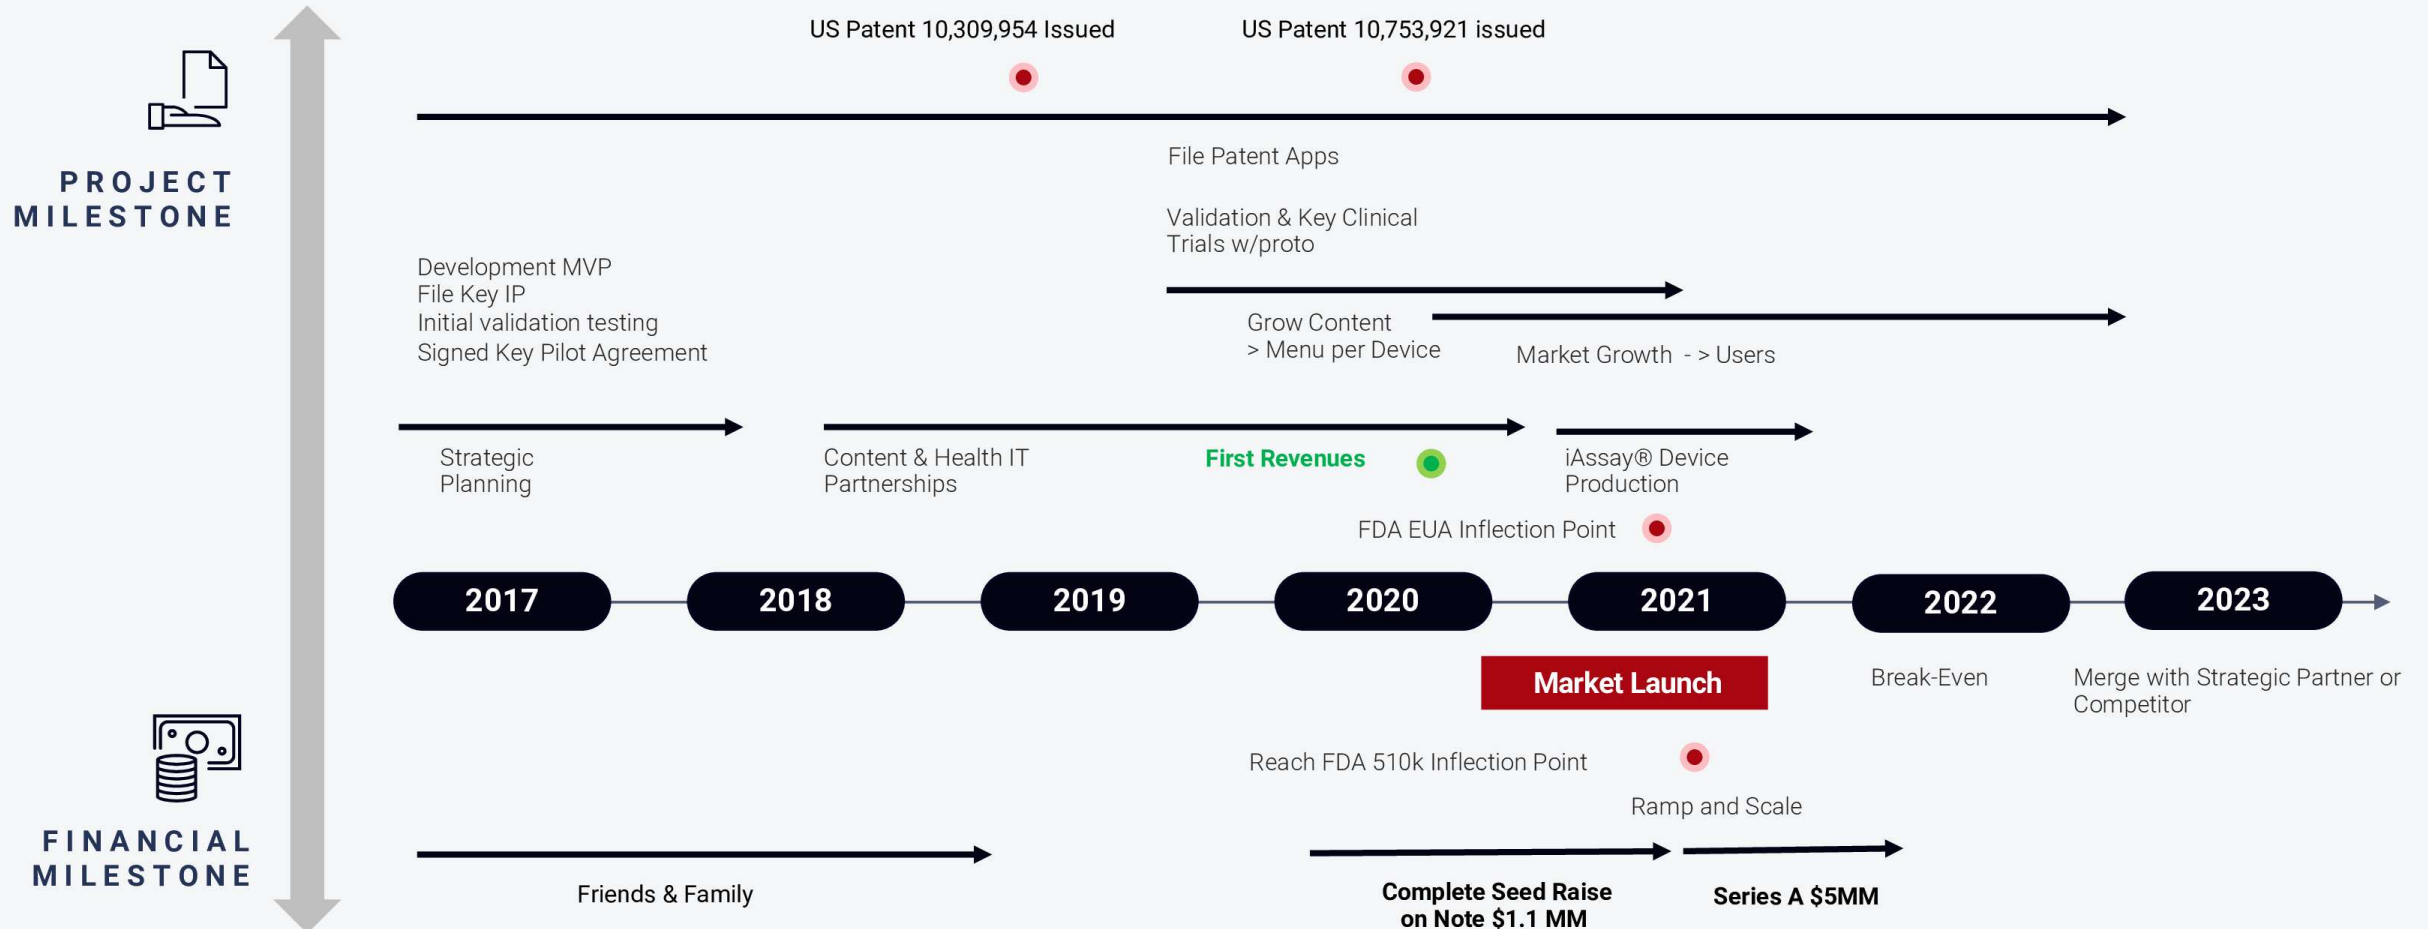 US Patent 10,309,954 Issued
US Patent 10,753,921 issued
PROJECT
MILESTONE
File Patent Apps
Validation & Key Clinical
Trials w/proto
Development MVP
File Key IP
Initial validation testing
Signed Key Pilot Agreement
Grow Content
> Menu per Device
Market Growth - > Users
Strategic
Planning
Content & Health IT
Partnerships
First Revenues
iAssay® Device
Production
FDA EUA Inflection Point
2017
2018
2019
2020
2021
2022
2023
Market Launch
Break-Even
Merge with Strategic Partner or
Competitor
Reach FDA 510k Inflection Point
Ramp and Scale
FINANCIAL
MILESTONE
Friends & Family
Complete Seed Raise
on Note $1.1 MM
Series A $5MM